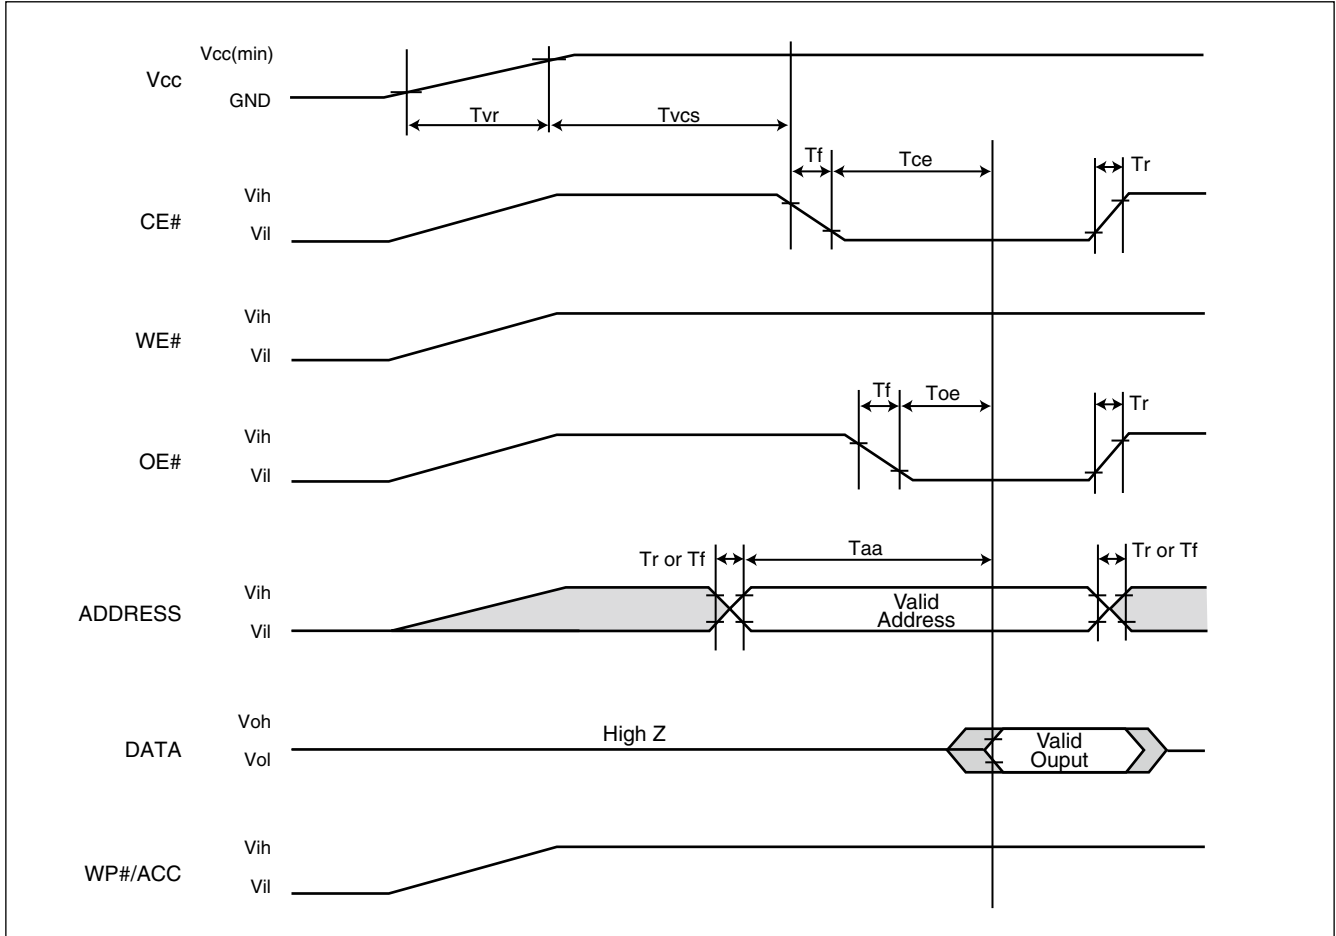 Vcc(min)
Vcc
GND
Tvr
Tvcs
Tf
Tce
Tr
Vih
CE#
Vil
Vih
WE#
Vil
Tf
Toe
Tr
Vih
OE#
Vil
Tr or Tf
Taa
Tr or Tf
Vih
ADDRESS
Valid
Address
Vil
Voh
High Z
DATA
Valid
Ouput
Vol
Vih
WP#/ACC
Vil